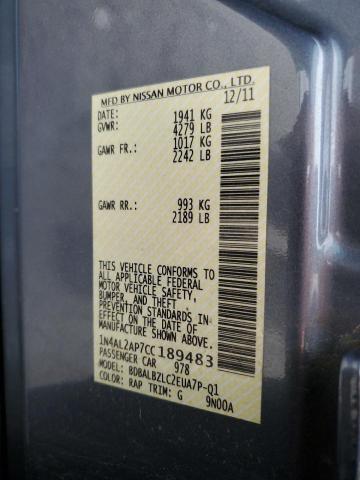 MFD BY NISSAN MOTOR CO., LTD.
DATE: 12/11
GVWR: 1941 KG
4279 LB
GAWR FR.: 1017 KG
2242 LB
GAWR RR.: 993 KG
2189 LB
THIS VEHICLE CONFORMS TO
ALL APPLICABLE FEDERAL
MOTOR VEHICLE SAFETY,
BUMPER, AND THEFT
PREVENTION STANDARDS IN
EFFECT ON THE DATE OF
MANUFACTURE SHOWN ABOVE.
1N4AL2AP7CC189483
PASSENGER CAR 978
MODEL: BDBALBZLC2EUA7P-Q1
COLOR: RAP TRIM: G 9N00A